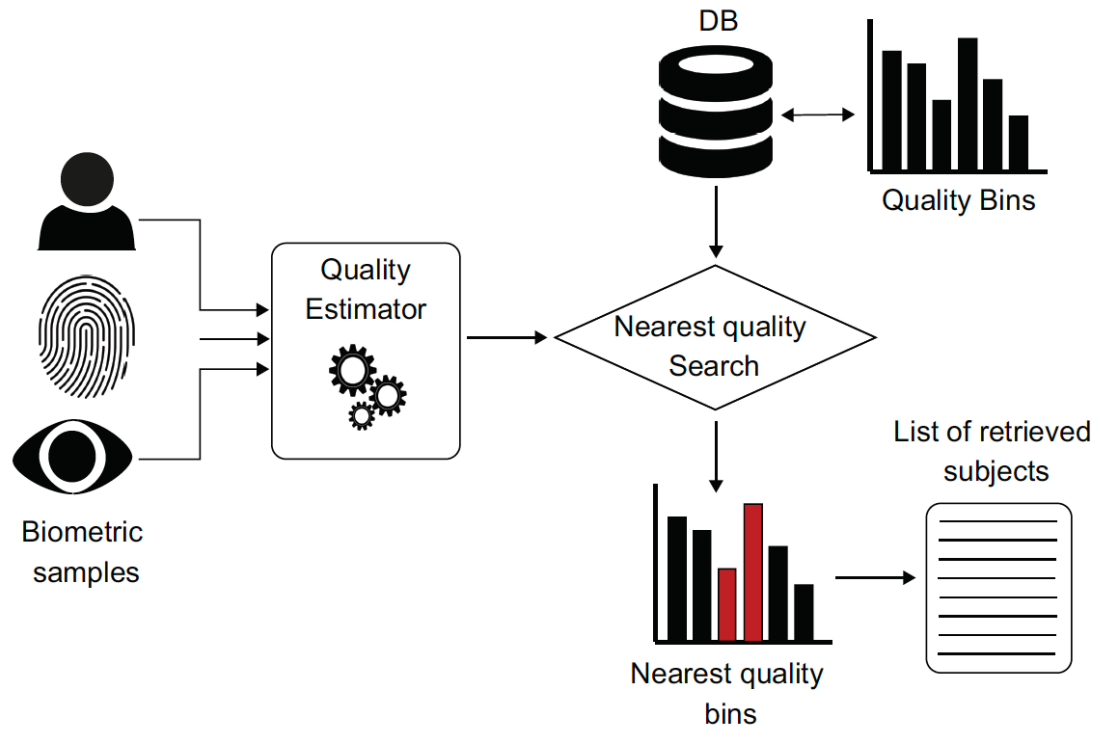 DB
Quality Bins
Quality
Estimator
Nearest quality
Search
List of retrieved
subjects
Biometric
samples
Nearest quality
bins